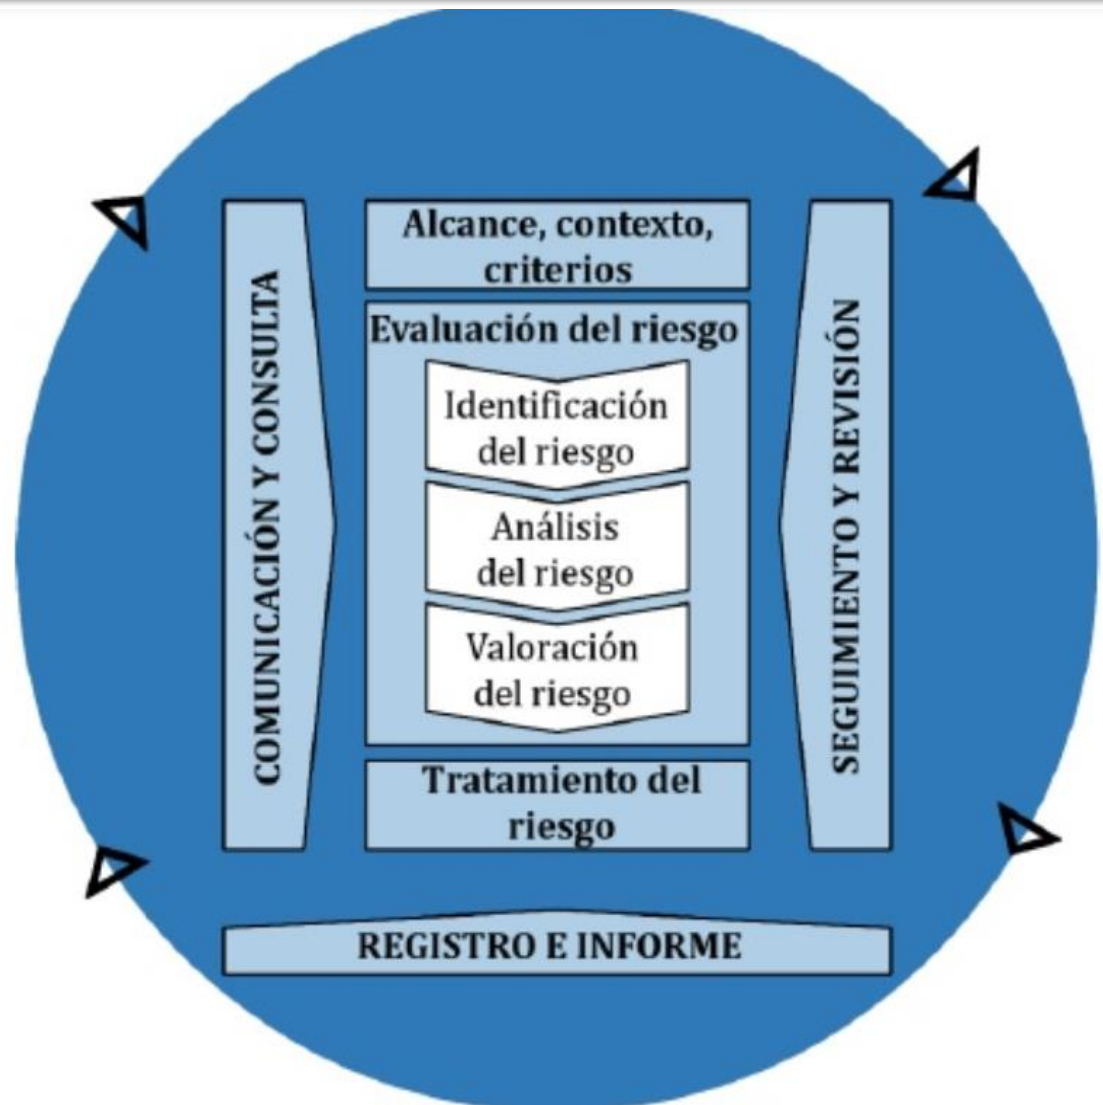 Alcance, contexto,
criterios
Evaluación del riesgo
Identificación
del riesgo
Análisis
del riesgo
Valoración
del riesgo
Tratamiento del
riesgo
COMUNICACIÓN Y CONSULTA
SEGUIMIENTO Y REVISIÓN
REGISTRO E INFORME